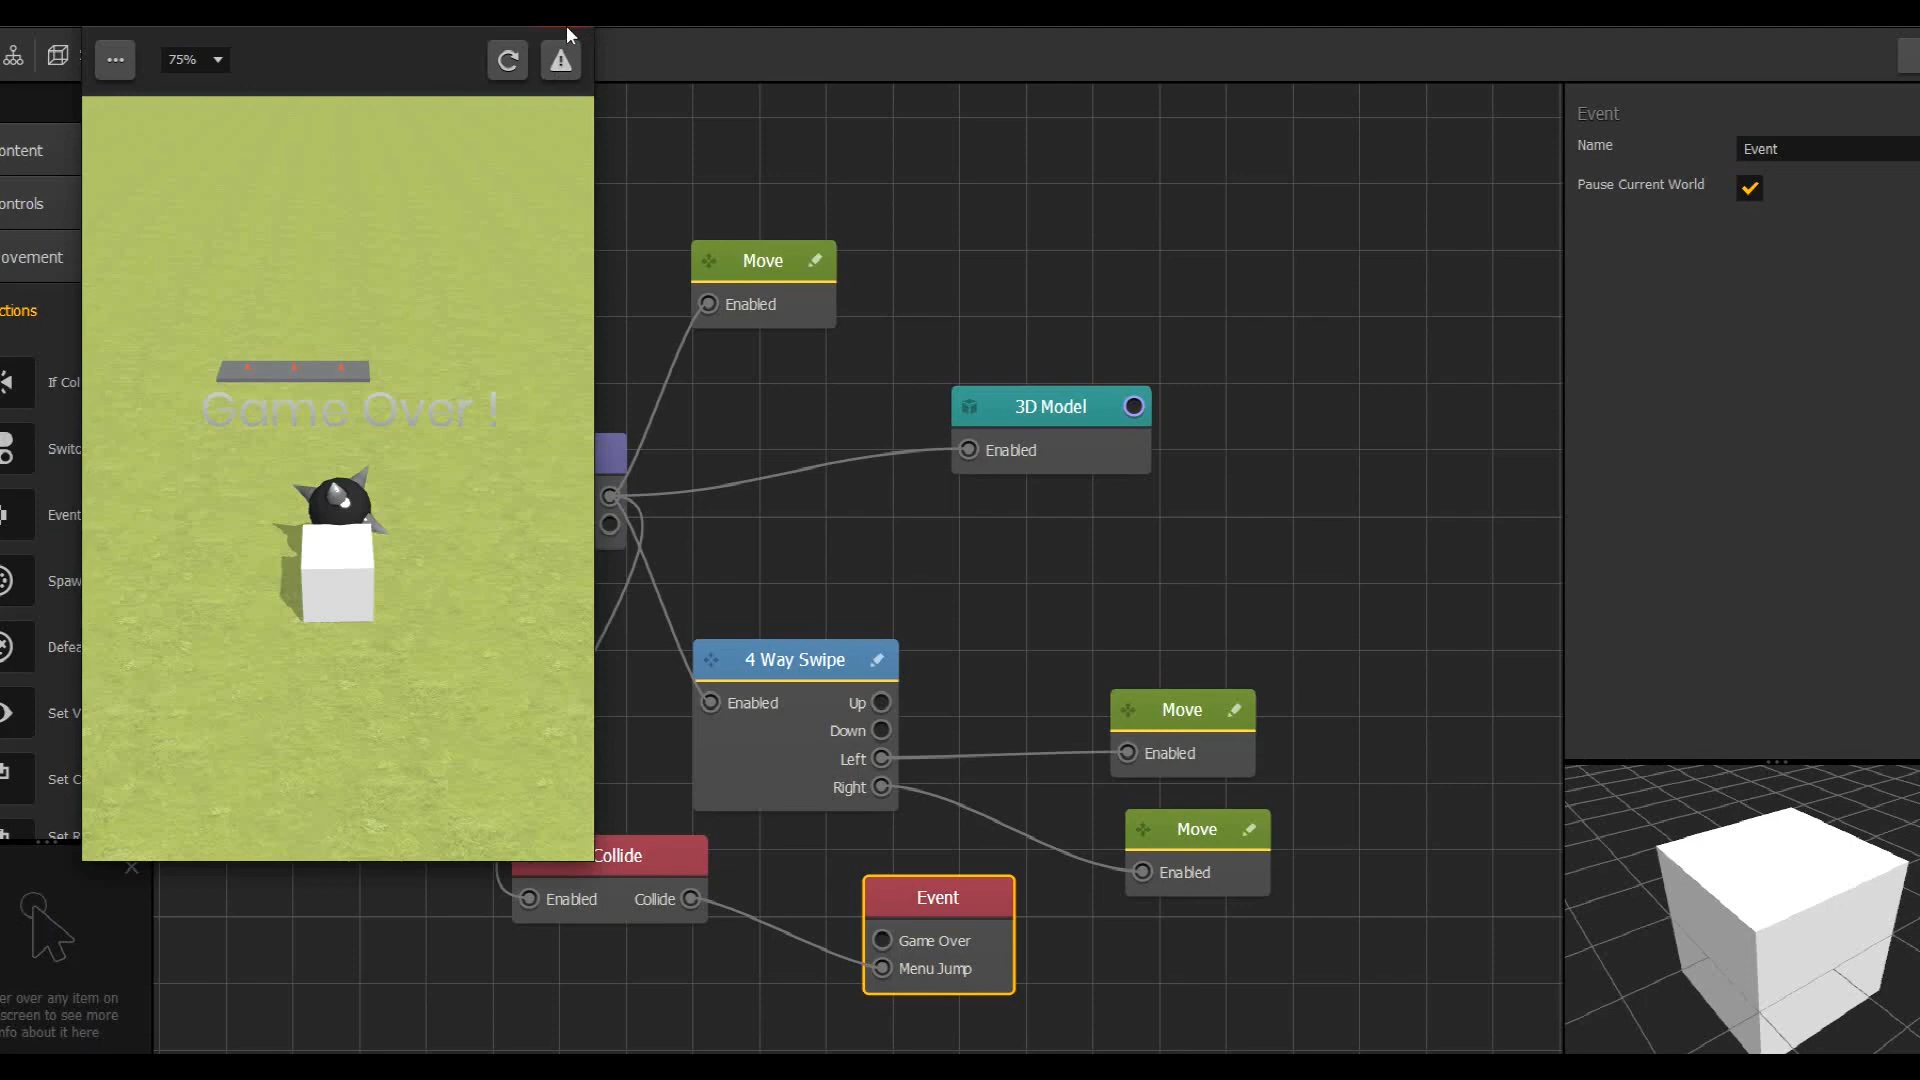 75%
ontent
ontrols
ovement
ctions
If Col
Switc
Event
Spaw
Defea
Set V
Set C
Set R
er over any item on
screen to see more
nfo about it here
Game Over !
Move
Enabled
3D Model
Enabled
4 Way Swipe
Enabled
Up
Down
Left
Right
Move
Enabled
Move
Enabled
Collide
Enabled
Collide
Event
Game Over
Menu Jump
Event
Name
Event
Pause Current World